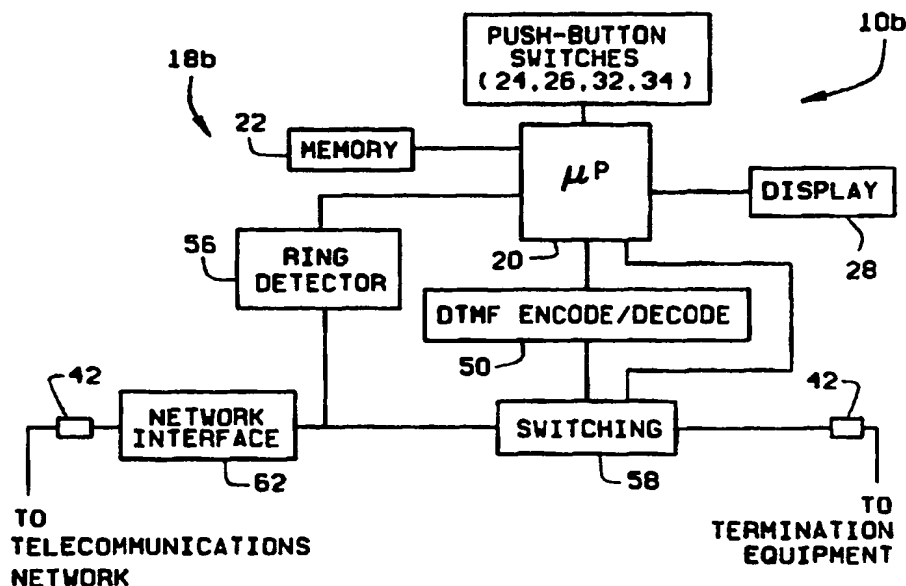 PUSH-BUTTON
SWITCHES
(24,26,32,34)
10b
18b
22
MEMORY
μP
DISPLAY
56
RING
DETECTOR
20
28
DTMF ENCODE/DECODE
50
42
NETWORK
INTERFACE
62
SWITCHING
58
42
TO
TELECOMMUNICATIONS
NETWORK
TO
TERMINATION
EQUIPMENT